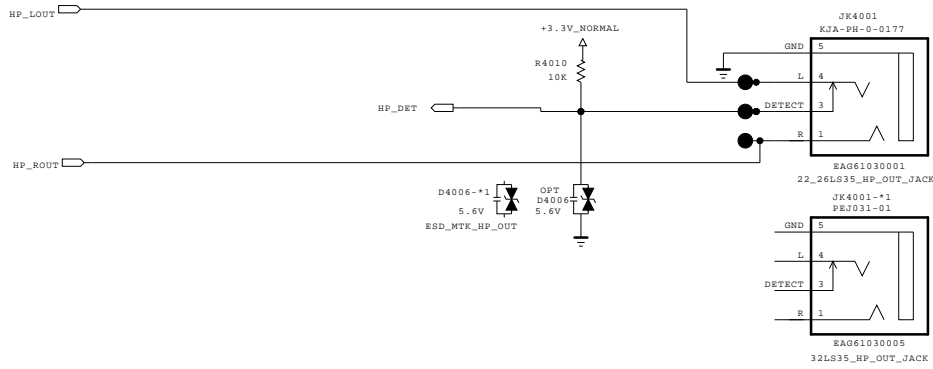 HP_LOUT
JK4001
KJA-PH-0-0177
+3.3V_NORMAL
GND 5
R4010
10K
L 4
HP_DET
DETECT 3
R 1
HP_ROUT
EAG61030001
22_26LS35_HP_OUT_JACK
D4006-*1
5.6V
ESD_MTK_HP_OUT
OPT
D4006
5.6V
JK4001-*1
PEJ031-01
GND 5
L 4
DETECT 3
R 1
EAG61030005
32LS35_HP_OUT_JACK